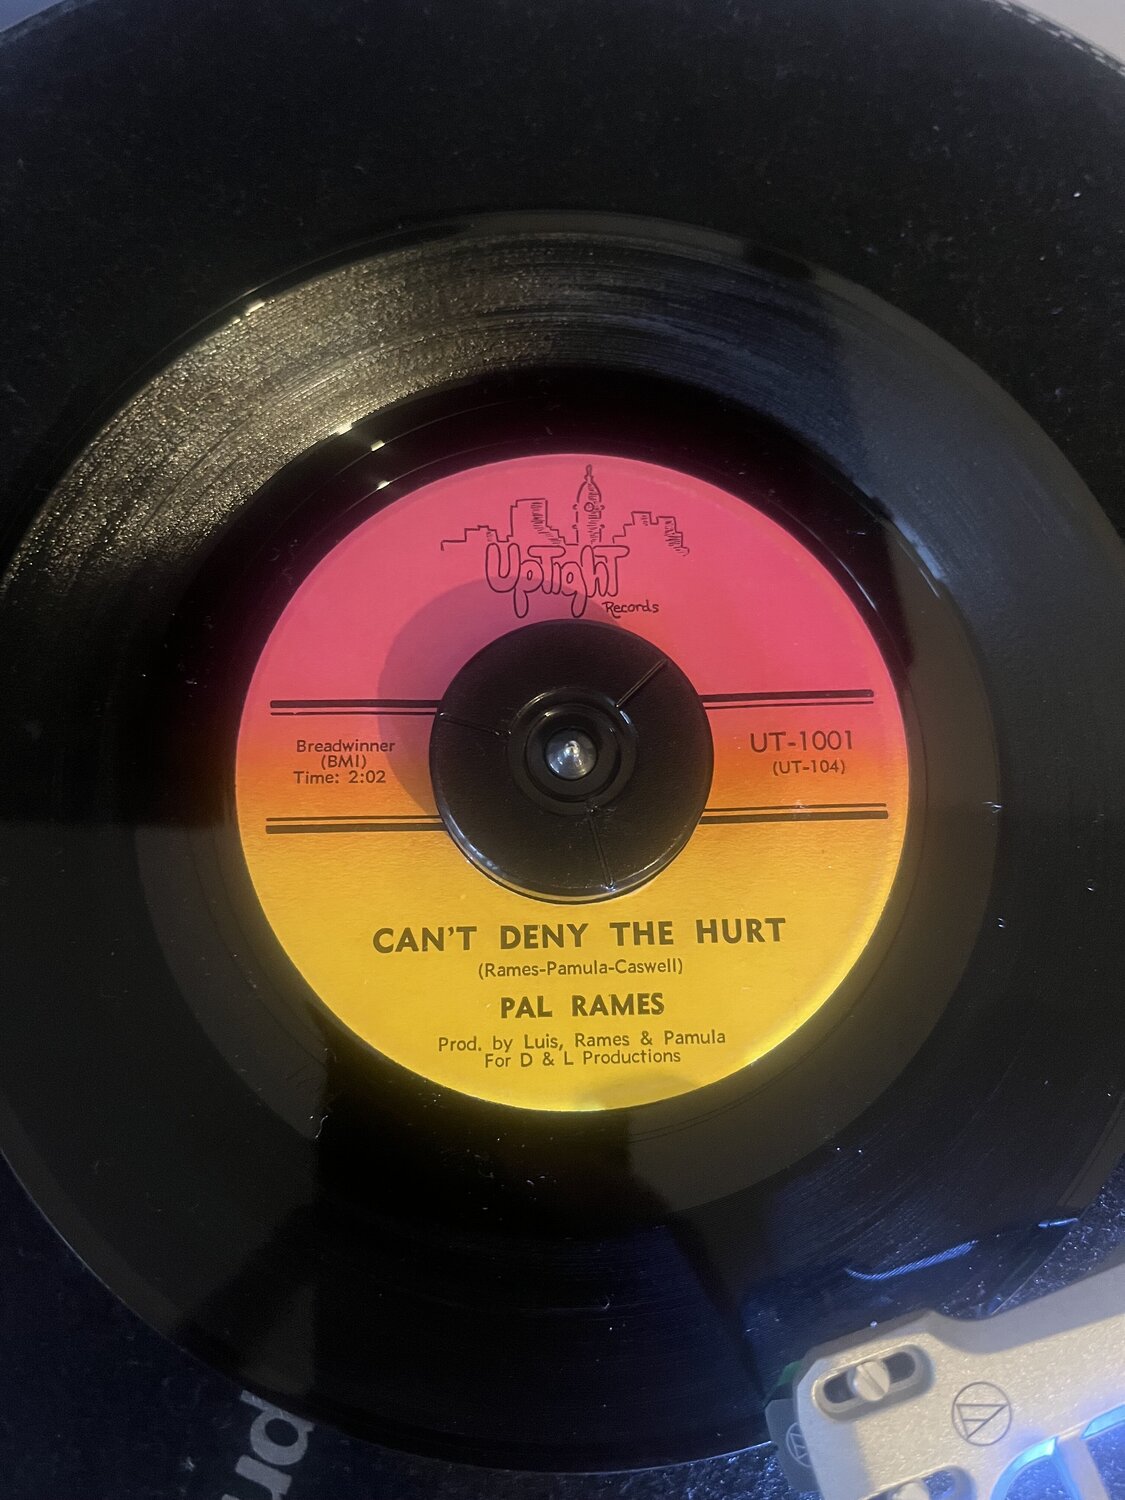 UpTighT
Records
Breadwinner
(BMI)
Time: 2:02
UT-1001
(UT-104)
CAN'T DENY THE HURT
(Rames-Pamula-Caswell)
PAL RAMES
Prod. by Luis, Rames & Pamula
For D & L Productions